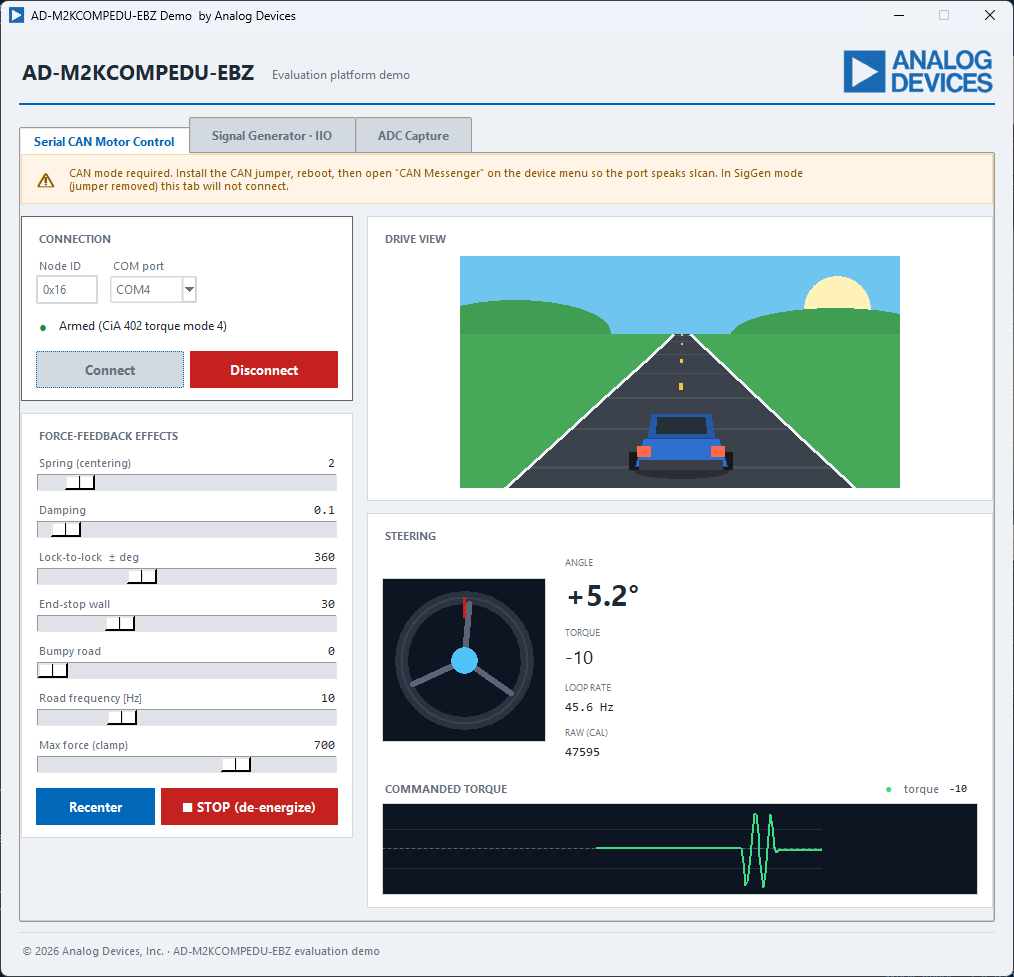 AD-M2KCOMPEDU-EBZ Demo by Analog Devices
AD-M2KCOMPEDU-EBZ
Evaluation platform demo
ANALOG
DEVICES
Serial CAN Motor Control
Signal Generator · IIO
ADC Capture
CAN mode required. Install the CAN jumper, reboot, then open "CAN Messenger" on the device menu so the port speaks slcan. In SigGen mode
(jumper removed) this tab will not connect.
CONNECTION
Node ID
COM port
0x16
COM4
● Armed (CiA 402 torque mode 4)
Connect
Disconnect
FORCE-FEEDBACK EFFECTS
Spring (centering) 2
Damping 0.1
Lock-to-lock ± deg 360
End-stop wall 30
Bumpy road 0
Road frequency [Hz] 10
Max force (clamp) 700
Recenter
■ STOP (de-energize)
DRIVE VIEW
STEERING
ANGLE
+5.2°
TORQUE
-10
LOOP RATE
45.6 Hz
RAW (CAL)
47595
COMMANDED TORQUE
● torque -10
© 2026 Analog Devices, Inc. · AD-M2KCOMPEDU-EBZ evaluation demo